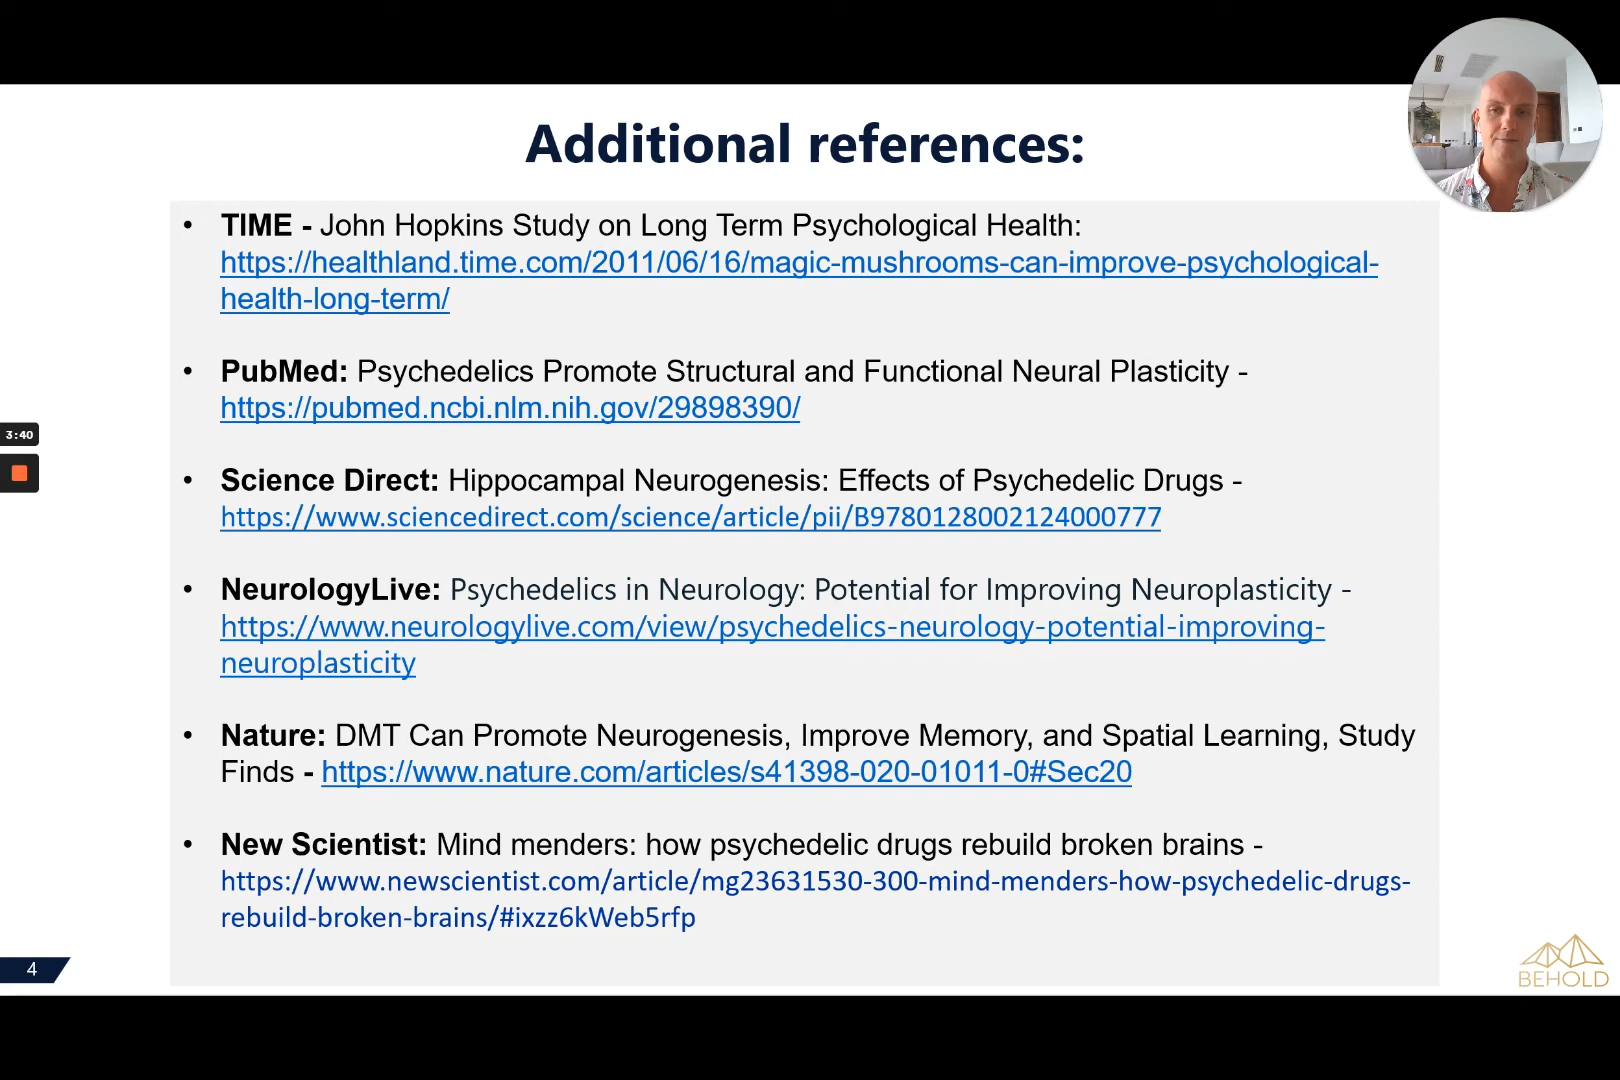 Additional references:
• TIME - John Hopkins Study on Long Term Psychological Health:
https://healthland.time.com/2011/06/16/magic-mushrooms-can-improve-psychological-
health-long-term/
• PubMed: Psychedelics Promote Structural and Functional Neural Plasticity -
https://pubmed.ncbi.nlm.nih.gov/29898390/
3:40
• Science Direct: Hippocampal Neurogenesis: Effects of Psychedelic Drugs -
https://www.sciencedirect.com/science/article/pii/B9780128002124000777
• NeurologyLive: Psychedelics in Neurology: Potential for Improving Neuroplasticity -
https://www.neurologylive.com/view/psychedelics-neurology-potential-improving-
neuroplasticity
• Nature: DMT Can Promote Neurogenesis, Improve Memory, and Spatial Learning, Study
Finds - https://www.nature.com/articles/s41398-020-01011-0#Sec20
• New Scientist: Mind menders: how psychedelic drugs rebuild broken brains -
https://www.newscientist.com/article/mg23631530-300-mind-menders-how-psychedelic-drugs-
rebuild-broken-brains/#ixzz6kWeb5rfp
4
BEHOLD